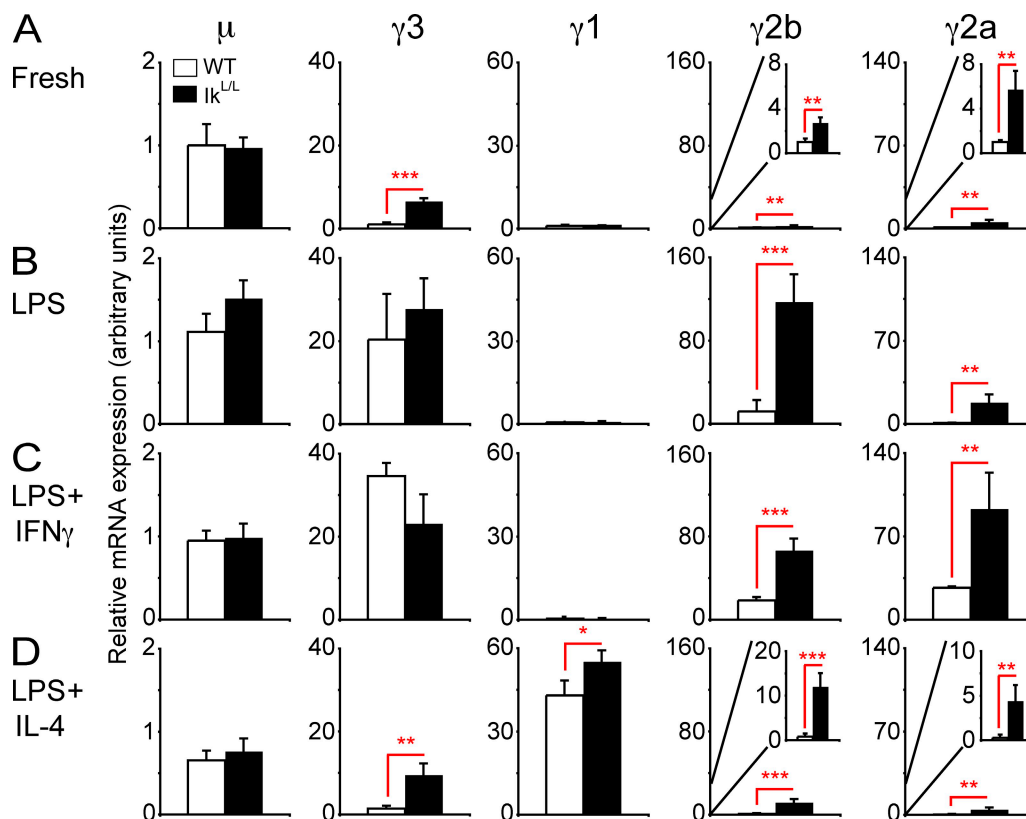 A μ γ3 γ1 γ2b γ2a
Fresh
WT
Ik^L/L
2 1 0
40 20 0
60 30 0
160 80 0
8 4 0
140 70 0
8 4 0
***
**
**
**
**
B
LPS
2 1 0
40 20 0
60 30 0
160 80 0
140 70 0
***
**
Relative mRNA expression (arbitrary units)
C
LPS+
IFNγ
2 1 0
40 20 0
60 30 0
160 80 0
140 70 0
***
**
D
LPS+
IL-4
2 1 0
40 20 0
60 30 0
160 80 0
20 10 0
140 70 0
10 5 0
**
*
***
***
**
**